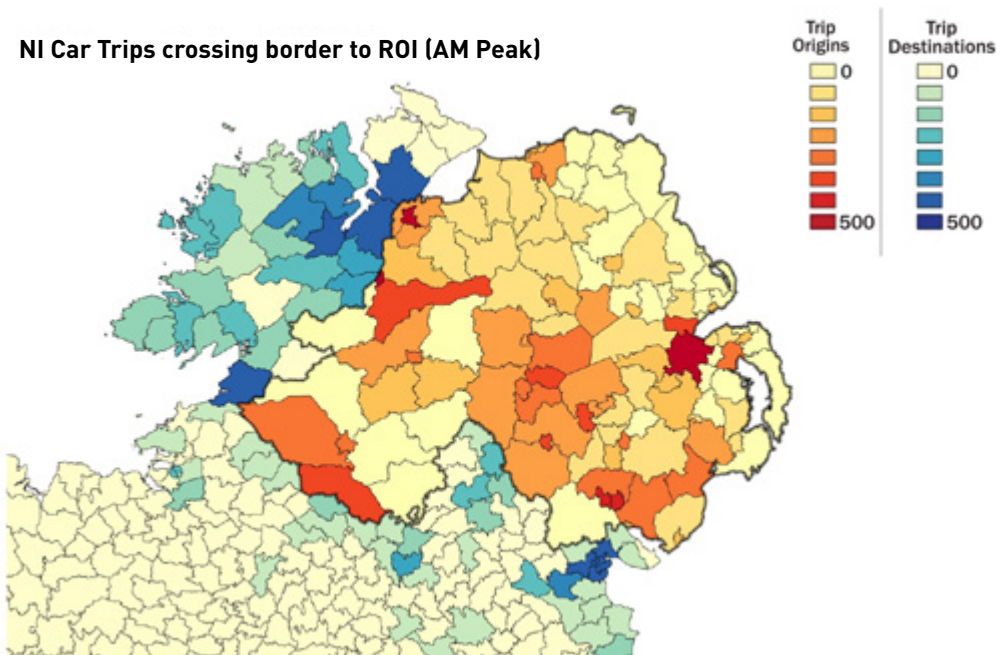 NI Car Trips crossing border to ROI (AM Peak)
Trip
Origins
0
500
Trip
Destinations
0
500